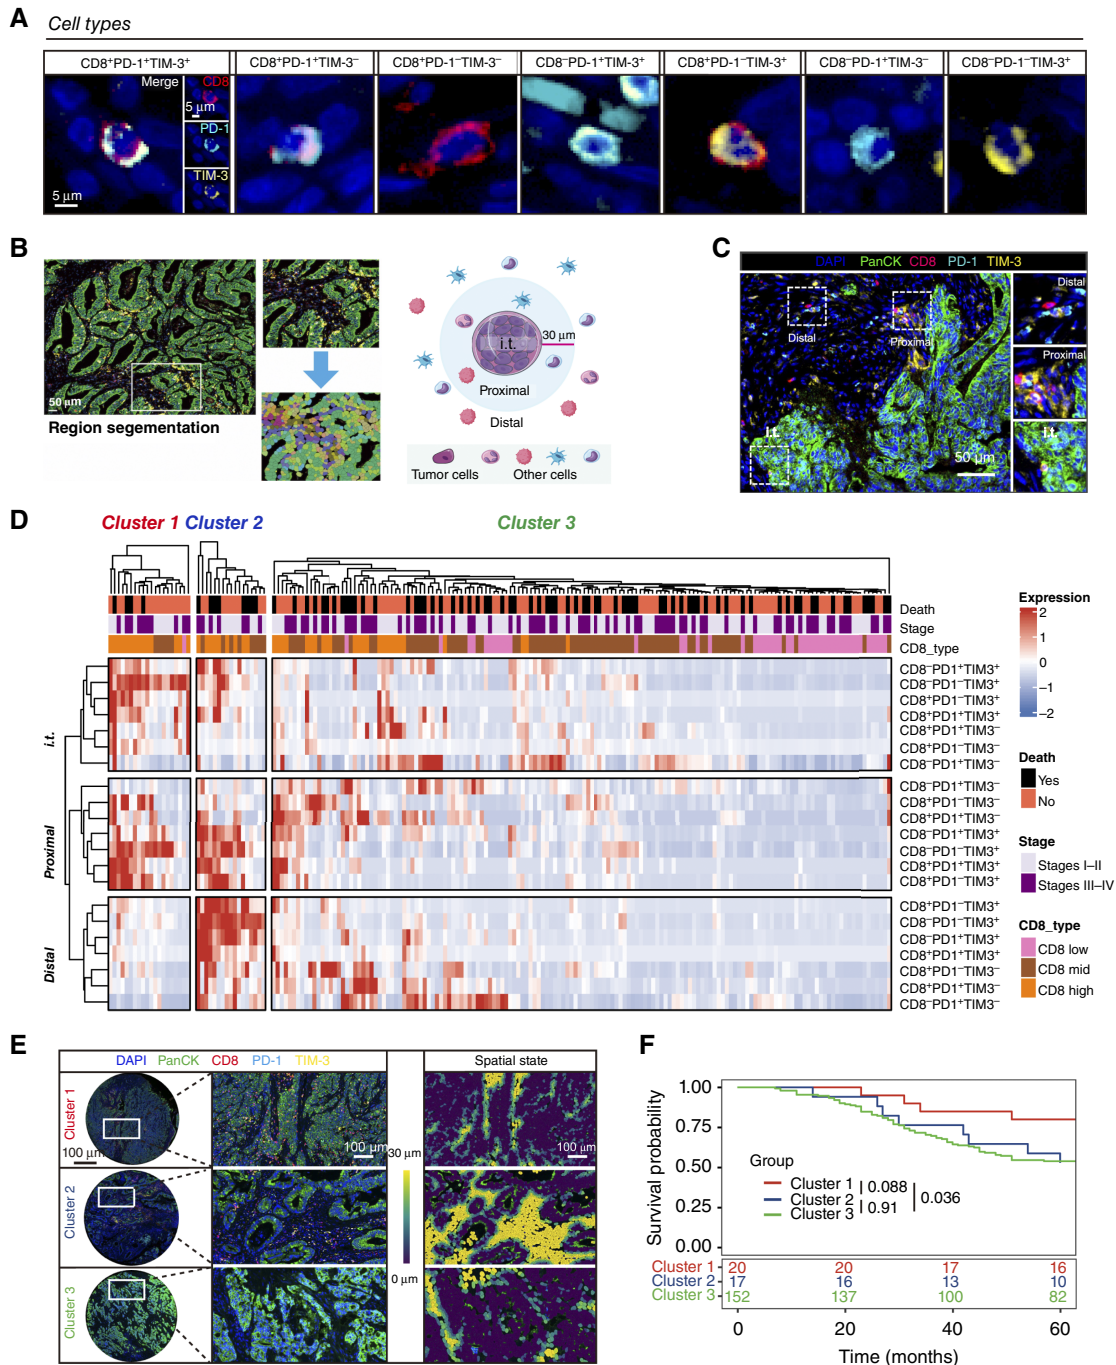 A
Cell types
CD8⁺PD-1⁺TIM-3⁺
CD8⁺PD-1⁺TIM-3⁻
CD8⁺PD-1⁻TIM-3⁻
CD8⁻PD-1⁺TIM-3⁺
CD8⁺PD-1⁻TIM-3⁺
CD8⁻PD-1⁺TIM-3⁻
CD8⁻PD-1⁻TIM-3⁺
Merge
CD8
5 µm
PD-1
TIM-3
5 µm
B
50 µm
Region segementation
i.t.
30 µm
Proximal
Distal
Tumor cells
Other cells
C
DAPI PanCK CD8 PD-1 TIM-3
Distal
Proximal
i.t.
50 µm
Distal
Proximal
i.t.
D
Cluster 1 Cluster 2 Cluster 3
Death
Stage
CD8_type
i.t.
CD8⁻PD1⁺TIM3⁺
CD8⁻PD1⁻TIM3⁺
CD8⁺PD1⁻TIM3⁺
CD8⁺PD1⁺TIM3⁺
CD8⁺PD1⁺TIM3⁻
CD8⁺PD1⁻TIM3⁻
CD8⁻PD1⁺TIM3⁻
Proximal
CD8⁻PD1⁺TIM3⁻
CD8⁺PD1⁻TIM3⁻
CD8⁺PD1⁺TIM3⁻
CD8⁻PD1⁺TIM3⁺
CD8⁻PD1⁻TIM3⁺
CD8⁺PD1⁺TIM3⁺
CD8⁺PD1⁻TIM3⁺
Distal
CD8⁺PD1⁻TIM3⁺
CD8⁻PD1⁻TIM3⁺
CD8⁻PD1⁺TIM3⁺
CD8⁺PD1⁺TIM3⁺
CD8⁺PD1⁻TIM3⁻
CD8⁺PD1⁺TIM3⁻
CD8⁻PD1⁺TIM3⁻
Expression
2
1
0
−1
−2
Death
Yes
No
Stage
Stages I–II
Stages III–IV
CD8_type
CD8 low
CD8 mid
CD8 high
E
DAPI PanCK CD8 PD-1 TIM-3
Spatial state
Cluster 1
100 µm
100 µm
100 µm
Cluster 2
Cluster 3
30 µm
0 µm
F
Survival probability
1.00
0.75
0.50
0.25
0.00
Group
Cluster 1
Cluster 2
Cluster 3
0.088
0.91
0.036
Cluster 1 20 20 17 16
Cluster 2 17 16 13 10
Cluster 3 152 137 100 82
0 20 40 60
Time (months)